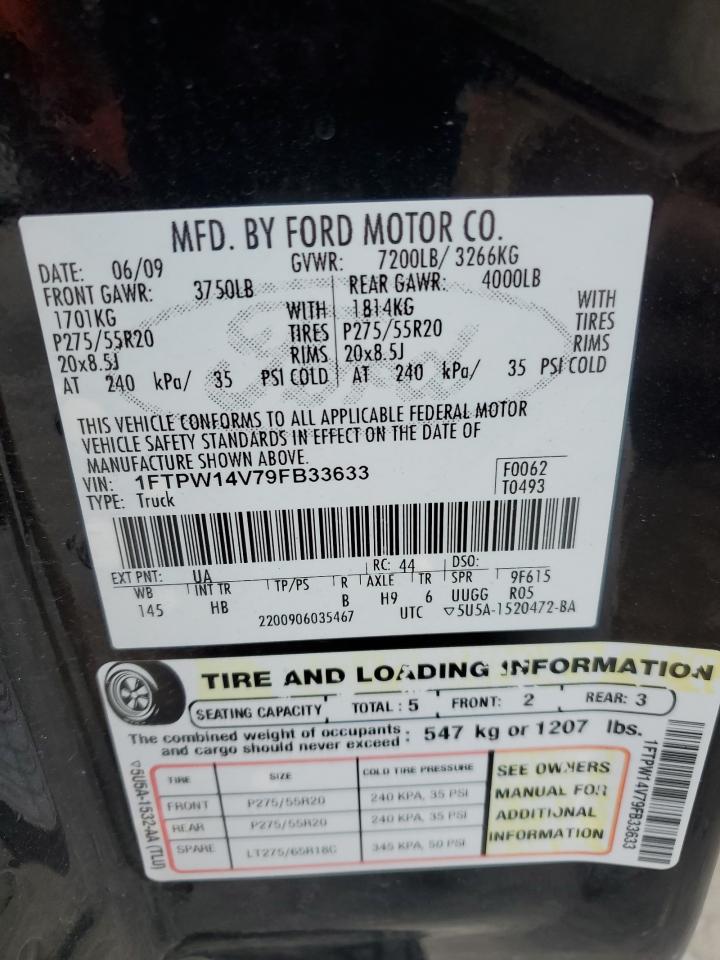 MFD. BY FORD MOTOR CO.
DATE: 06/09 GVWR: 7200LB/ 3266KG
FRONT GAWR: 3750LB REAR GAWR: 4000LB
1701KG WITH 1814KG WITH
P275/55R20 TIRES P275/55R20 TIRES
20x8.5J RIMS 20x8.5J RIMS
AT 240 kPa/ 35 PSI COLD AT 240 kPa/ 35 PSI COLD
THIS VEHICLE CONFORMS TO ALL APPLICABLE FEDERAL MOTOR
VEHICLE SAFETY STANDARDS IN EFFECT ON THE DATE OF
MANUFACTURE SHOWN ABOVE.
VIN: 1FTPW14V79FB33633 F0062
TYPE: Truck T0493
EXT PNT: UA RC: 44 DSO:
WB INT TR TP/PS R AXLE TR SPR 9F615
145 HB B H9 6 UUGG R05
2200906035467 UTC ▽5U5A-1520472-BA
TIRE AND LOADING INFORMATION
SEATING CAPACITY TOTAL : 5 FRONT: 2 REAR: 3
The combined weight of occupants
and cargo should never exceed : 547 kg or 1207 lbs.
TIRE SIZE COLD TIRE PRESSURE
FRONT P275/55R20 240 KPA, 35 PSI
REAR P275/55R20 240 KPA, 35 PSI
SPARE LT275/65R18C 345 KPA, 50 PSI
SEE OWNERS
MANUAL FOR
ADDITIONAL
INFORMATION
▽5U5A-1532-AA (TLU)
1FTPW14V79FB33633